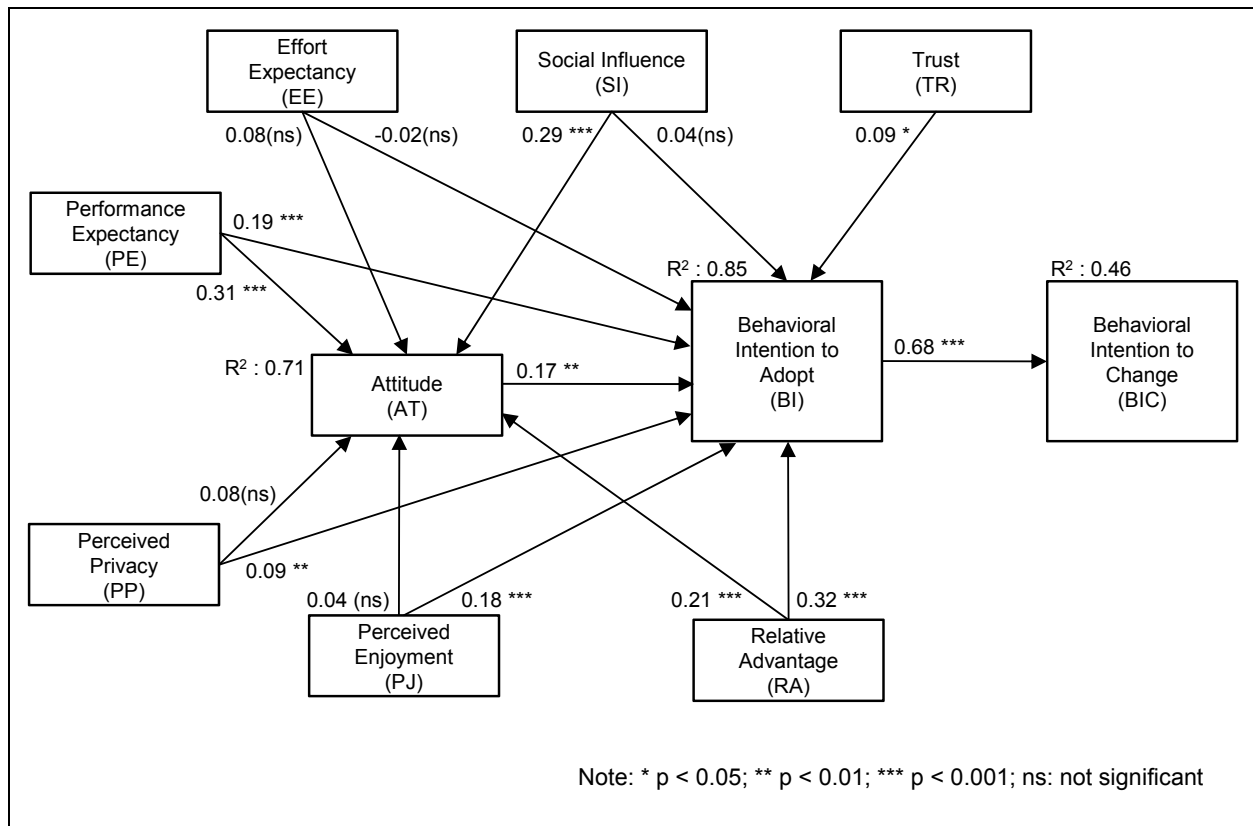 Effort
Expectancy
(EE)
Social Influence
(SI)
Trust
(TR)
0.08(ns)
-0.02(ns)
0.29 ***
0.04(ns)
0.09 *
Performance
Expectancy
(PE)
0.19 ***
0.31 ***
R² : 0.85
R² : 0.46
Behavioral
Intention to
Adopt
(BI)
0.68 ***
Behavioral
Intention to
Change
(BIC)
R² : 0.71
Attitude
(AT)
0.17 **
0.08(ns)
Perceived
Privacy
(PP)
0.09 **
0.04 (ns)
0.18 ***
0.21 ***
0.32 ***
Perceived
Enjoyment
(PJ)
Relative
Advantage
(RA)
Note: * p < 0.05; ** p < 0.01; *** p < 0.001; ns: not significant